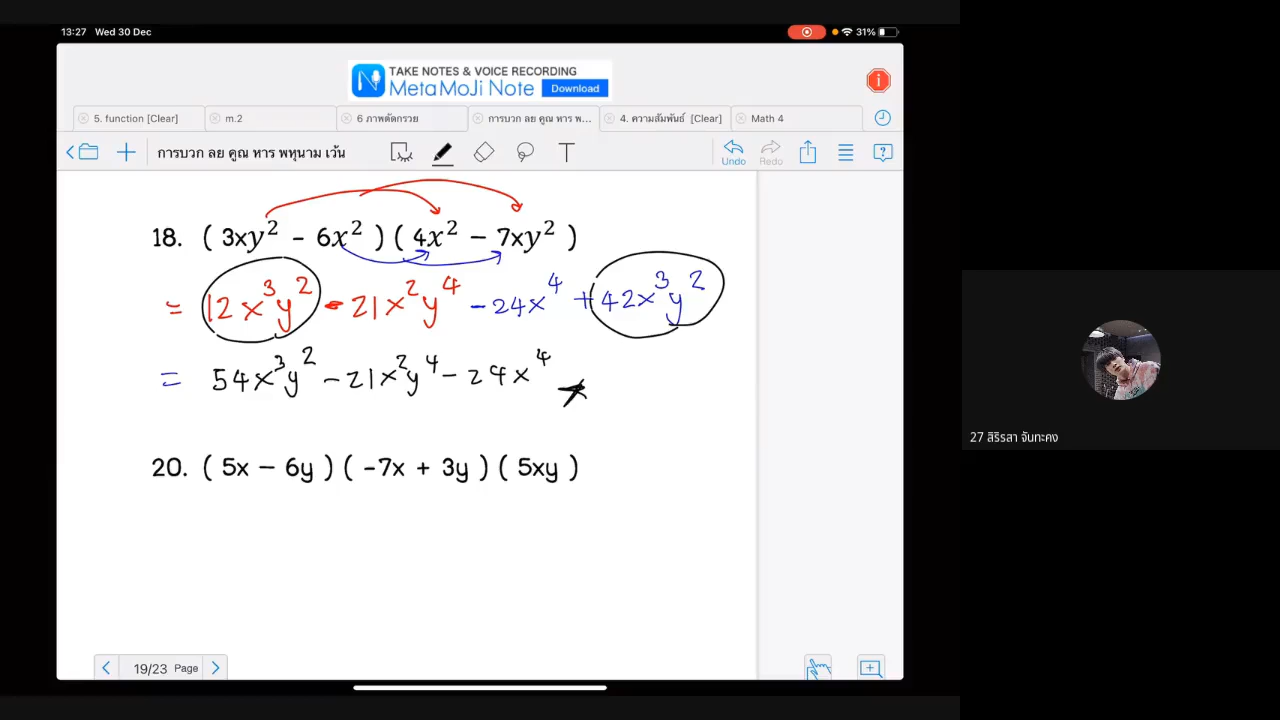 13:27 Wed 30 Dec 31%
TAKE NOTES & VOICE RECORDING
MetaMoJi Note Download
5. function [Clear] m.2 6 ภาพตัดกรวย การบวก ลย คูณ หาร พ... 4. ความสัมพันธ์ [Clear] Math 4
การบวก ลย คูณ หาร พหุนาม เว้น T Undo Redo
18. ( 3xy² - 6x² ) ( 4x² − 7xy² )
= 12x³y² - 21x²y⁴ - 24x⁴ + 42x³y²
= 54x³y² - 21x²y⁴ - 24x⁴
20. ( 5x − 6y ) ( -7x + 3y ) ( 5xy )
19/23 Page
27 สิริรสา จันทะคง